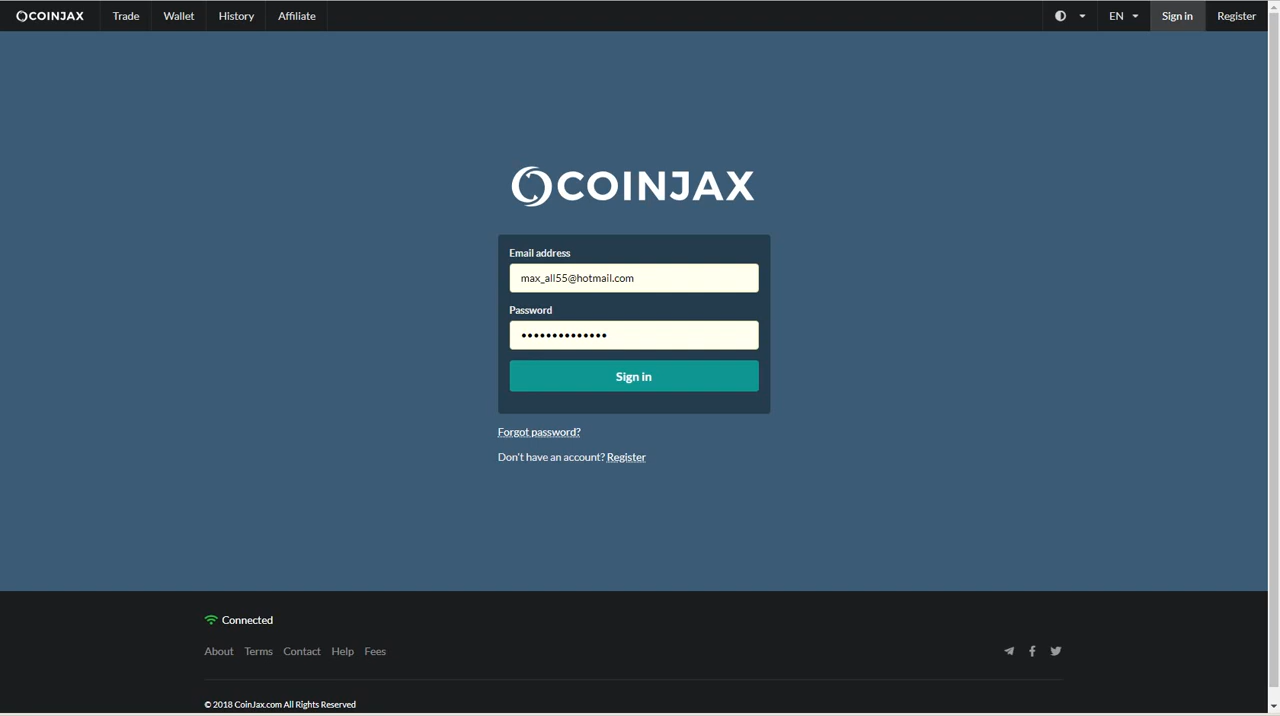 COINJAX Trade Wallet History Affiliate EN Sign in Register
COINJAX
Email address
max_all55@hotmail.com
Password
••••••••••••••
Sign in
Forgot password?
Don't have an account? Register
Connected
About Terms Contact Help Fees
© 2018 CoinJax.com All Rights Reserved